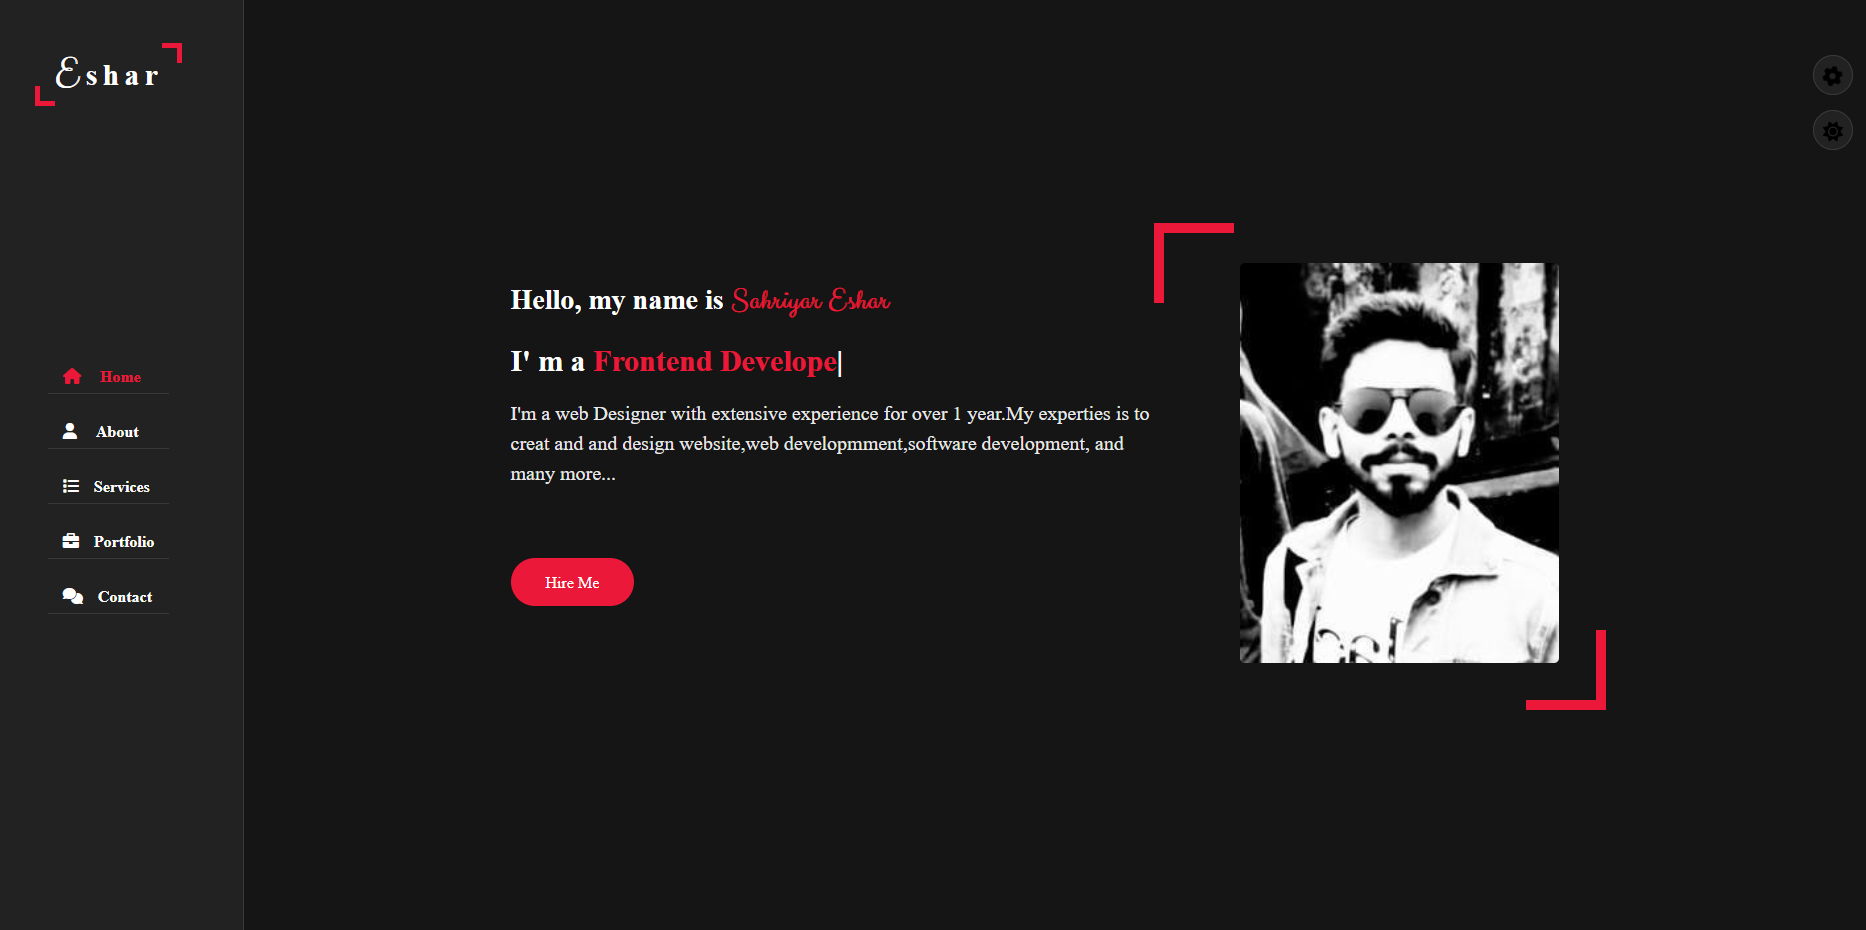 Eshar
Home
About
Services
Portfolio
Contact
Hello, my name is Sahriyar Eshar
I' m a Frontend Develope|
I'm a web Designer with extensive experience for over 1 year.My experties is to
creat and and design website,web developmment,software development, and
many more...
Hire Me